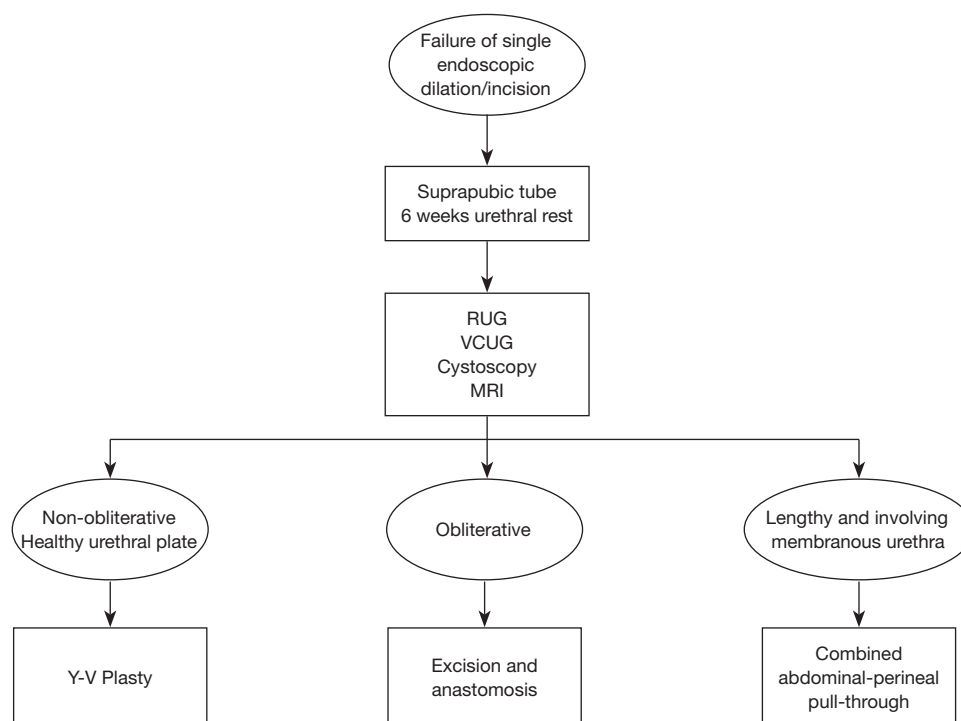 Failure of single
endoscopic
dilation/incision
Suprapubic tube
6 weeks urethral rest
RUG
VCUG
Cystoscopy
MRI
Non-obliterative
Healthy urethral plate
Obliterative
Lengthy and involving
membranous urethra
Y-V Plasty
Excision and
anastomosis
Combined
abdominal-perineal
pull-through